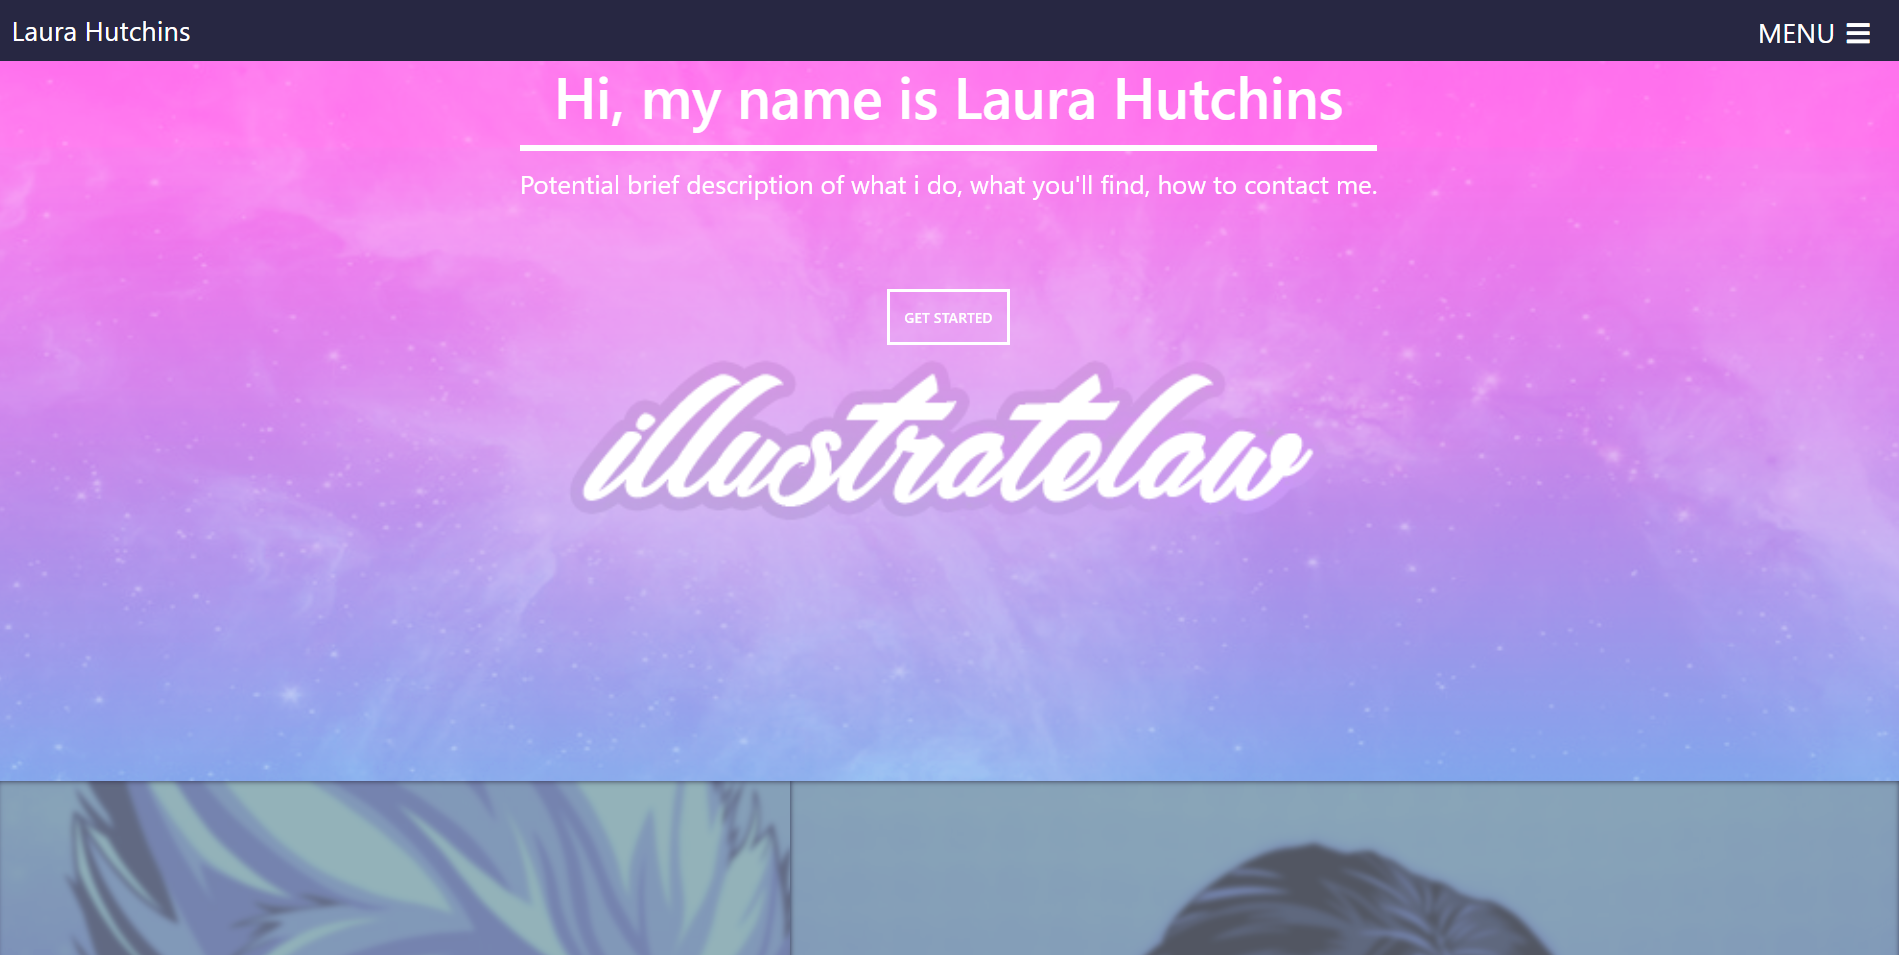 Laura Hutchins
MENU
Hi, my name is Laura Hutchins
Potential brief description of what i do, what you'll find, how to contact me.
GET STARTED
illustratelaw